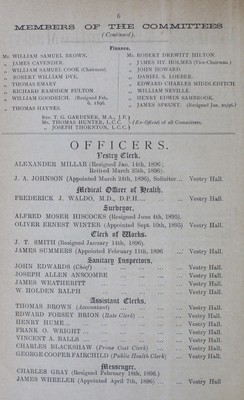 6
MEMBERS OF THE COMMITTEES
(Continued).
Finance.
Mr. WILLIAM SAMUEL BROWN.
„ JAMES CAVENDER.
„ WILLIAM SAMUEL COOK (Chairman).
„ ROBERT WILLIAM DYE.
„ THOMAS EMARY
„ RICHARD RAMSDEN FULTON.
„ WILLIAM GOODRICH. (Resigned Feb. 6, 1896.
„ THOMAS HAYNES.
Mr. ROBERT DREWITT HILTON.
„ JAMES HY. HOLMES (Vice-Chairman.)
„ JOHN HOWARD.
„ DANIEL S. LOEBER.
„ EDWARD CHARLES MIDDLEDITCH.
„ WILLIAM NEVILLE.
„ HENRY EDWIN SAMBROOK.
„ JAMES SPRUNT. (Resigned Jan. 1896.)
Rev. T. G. GARDINER, M.A., J.P.
Mr. THOMAS HUNTER, L.C.C.
„ JOSEPH THORNTON, L.C.C.
(Ex-Officio) of all Committees.
OFFICERS.
Vestry Clerk.
ALEXANDER MILLAR (Resigned Jan. 14th, 1896.
Retired March 25th, 1896).
J. A. JOHNSON (Appointed March 24th, 1896), Solicitor ... Vestry Hall.
Medical Officer of Health.
FREDERICK J. WALDO, M.D., D.P.H.... ... Vestry Hall.
Surveyor.
ALFRED MOSER HISCOCKS (Resigned June 4th, 1895).
OLIVER ERNEST WINTER (Appointed Sept. 10th, 1895) Vestry Hall.
Clerk of Works.
J. T. SMITH (Resigned January 14th, 1896).
JAMES SUMMERS (Appointed February 11th, 1896 ... Vestry Hall.
Sanitary Inspectors.
JOHN EDWARDS (Chief) ... Vestry Hall.
JOSEPH ALLEN ANSCOMBE ... Vestry Hall.
JAMES WEATHERITT ... Vestry Hall.
W. HOLDEN RALPH ... Vestry Hall.
Assistant Clerks.
THOMAS BROWN (Accountant) ... Vestry Hall.
EDWARD FORSEY BRION (Rate Clerk) ... Vestry Hall.
HENRY HUME ... Vestry Hall.
FRANK O. WRIGHT ... Vestry Hall.
VINCENT A. BALLS ... Vestry Hall.
CHARLES BLACKSHAW (Prime Cost Clerk) ... Vestry Hall.
GEORGE COOPER FAIRCHILD (Public Health Clerk) Vestry Hall.
Messenger.
CHARLES GRAY (Resigned February 18th, 1896.)
JAMES WHEELER (Appointed April 7th, 1896) ... Vestry Hall.